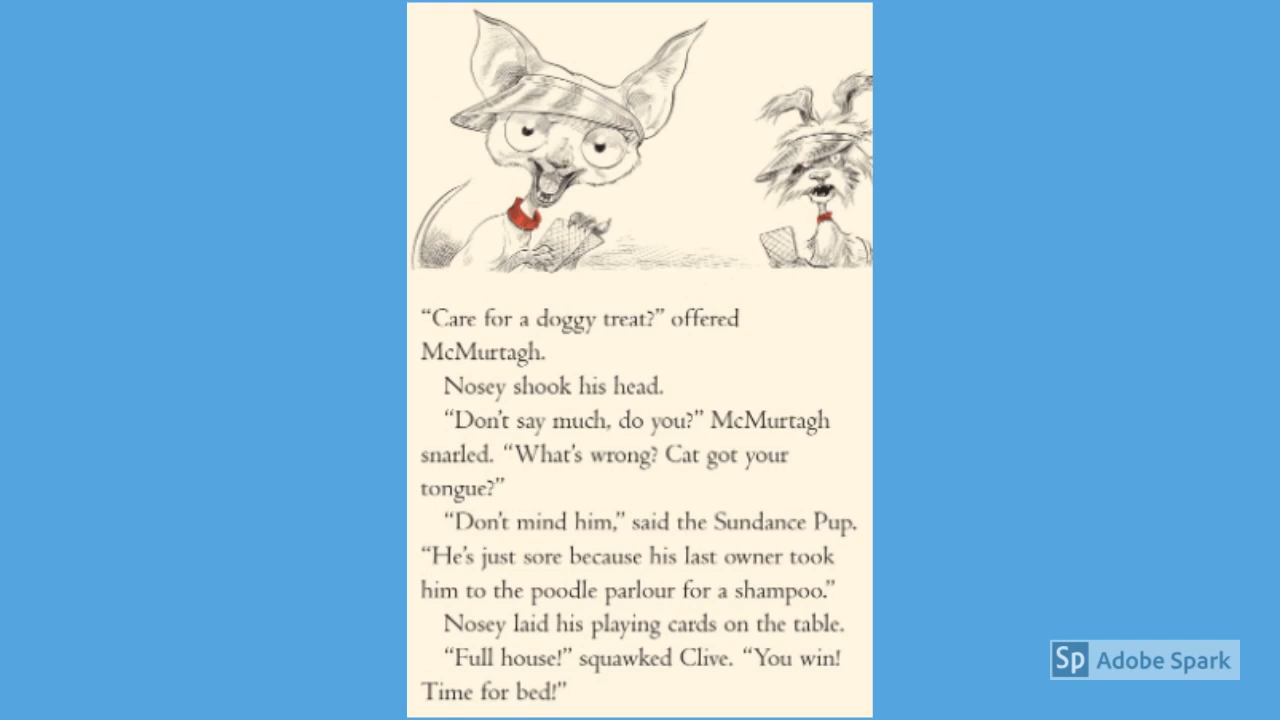 “Care for a doggy treat?” offered
McMurtagh.
Nosey shook his head.
“Don’t say much, do you?” McMurtagh
snarled. “What’s wrong? Cat got your
tongue?”
“Don’t mind him,” said the Sundance Pup.
“He’s just sore because his last owner took
him to the poodle parlour for a shampoo.”
Nosey laid his playing cards on the table.
“Full house!” squawked Clive. “You win!
Time for bed!”
Sp Adobe Spark